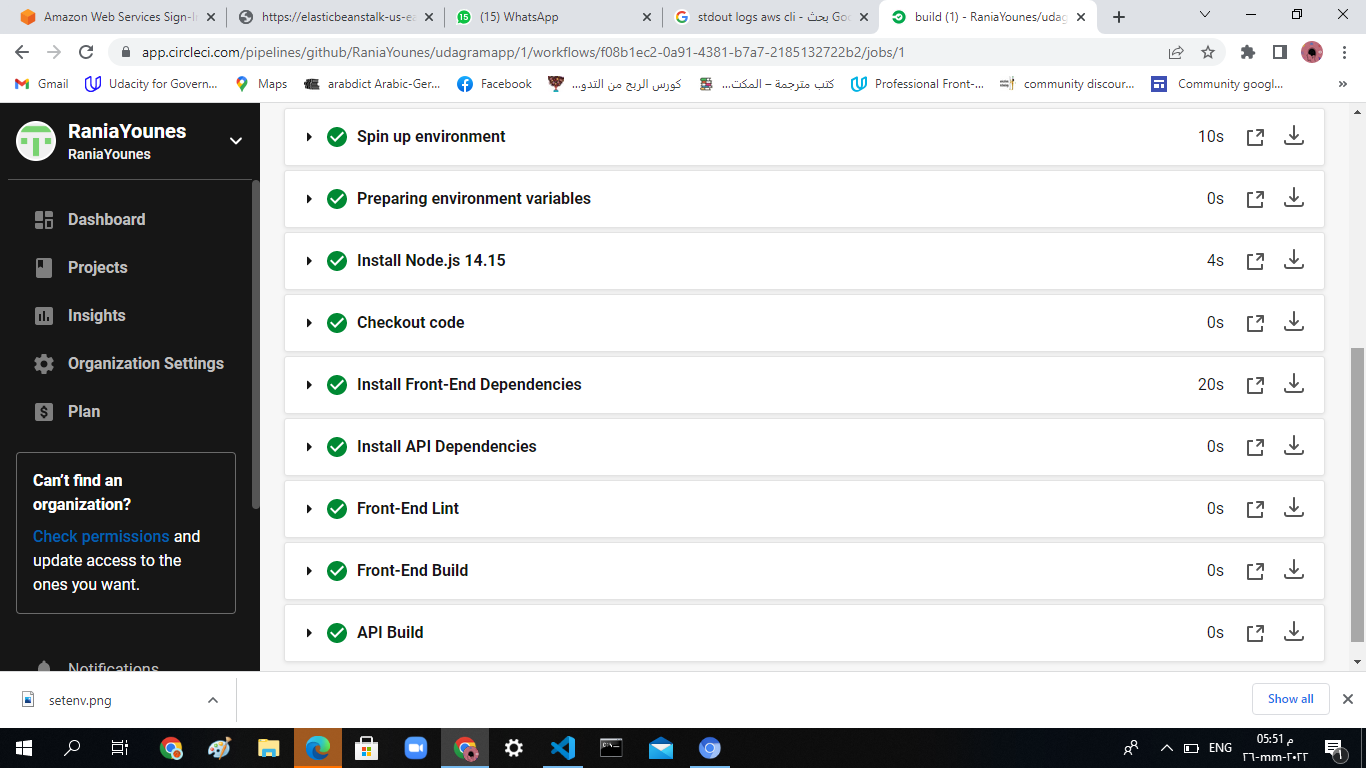 Amazon Web Services Sign-I
https://elasticbeanstalk-us-ea
(15) WhatsApp
stdout logs aws cli - بحث Goo
build (1) - RaniaYounes/udag
app.circleci.com/pipelines/github/RaniaYounes/udagramapp/1/workflows/f08b1ec2-0a91-4381-b7a7-2185132722b2/jobs/1
Gmail
Udacity for Govern...
Maps
arabdict Arabic-Ger...
Facebook
كورس الربح من التدو...
كتب مترجمة – المكت...
Professional Front-...
community discour...
Community googl...
»
RaniaYounes
RaniaYounes
Dashboard
Projects
Insights
Organization Settings
Plan
Can't find an
organization?
Check permissions and
update access to the
ones you want.
Notifications
Spin up environment 10s
Preparing environment variables 0s
Install Node.js 14.15 4s
Checkout code 0s
Install Front-End Dependencies 20s
Install API Dependencies 0s
Front-End Lint 0s
Front-End Build 0s
API Build 0s
setenv.png
Show all
ENG
05:51 م
٢٦-mm-٢٠٢٢
1